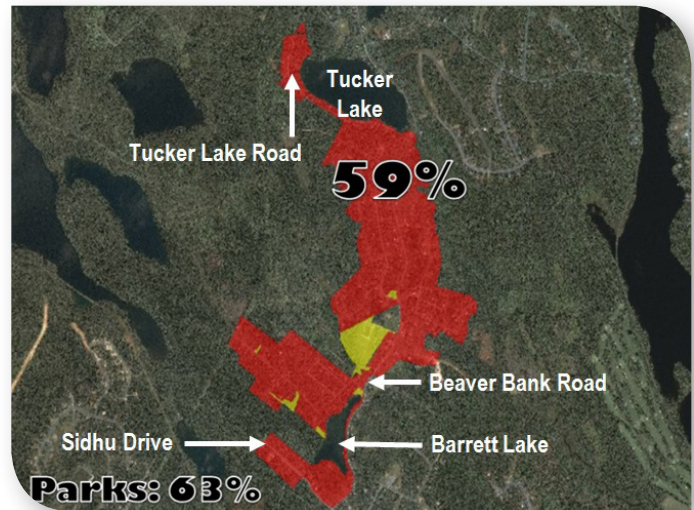 Tucker
Lake
Tucker Lake Road
59%
Beaver Bank Road
Sidhu Drive
Barrett Lake
Parks: 63%